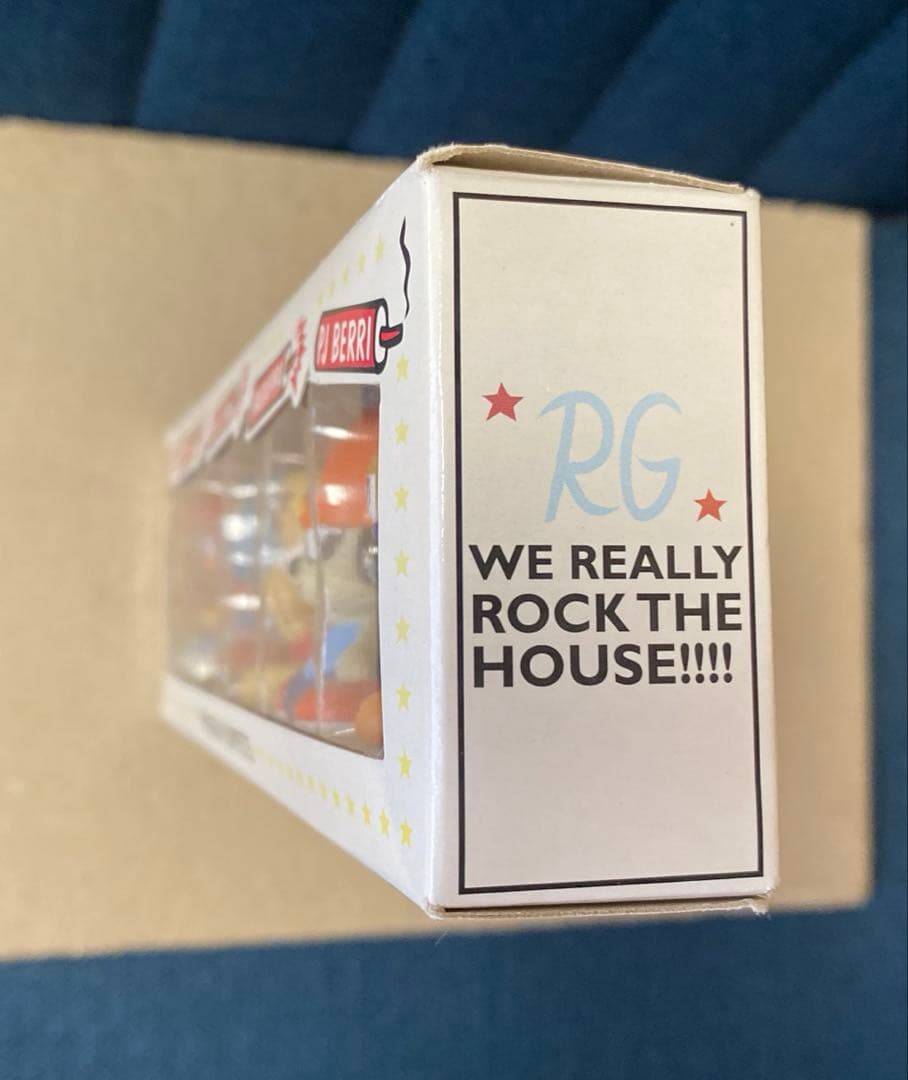 PJ BERRI
RG
WE REALLY
ROCK THE
HOUSE!!!!